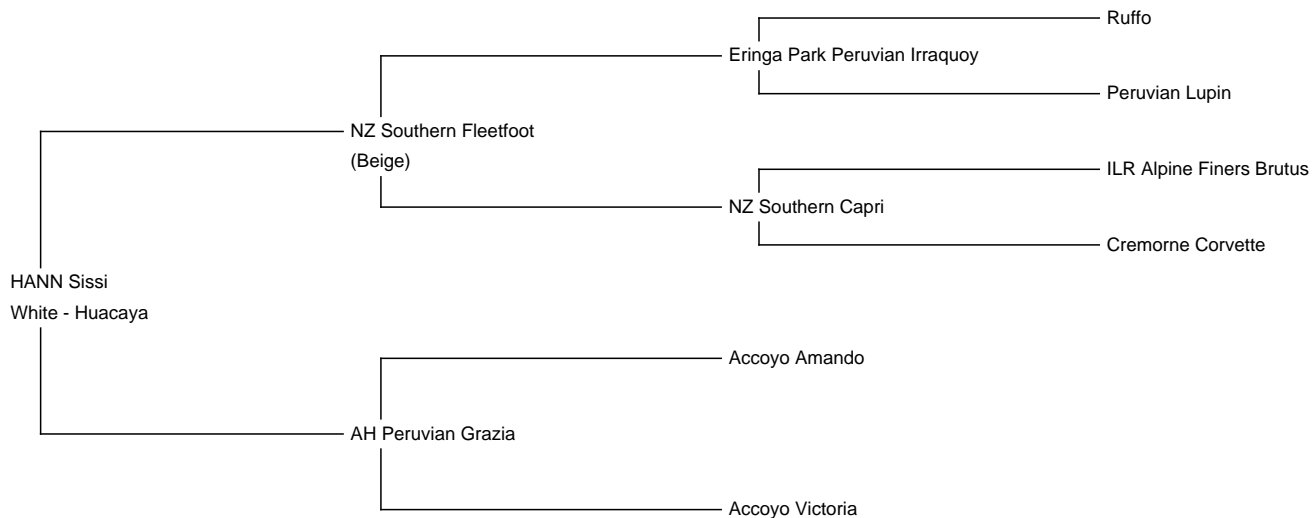 Ruffo
Eringa Park Peruvian Irraquoy
Peruvian Lupin
NZ Southern Fleetfoot
(Beige)
ILR Alpine Finers Brutus
NZ Southern Capri
Cremorne Corvette
HANN Sissi
White - Huacaya
Accoyo Amando
AH Peruvian Grazia
Accoyo Victoria